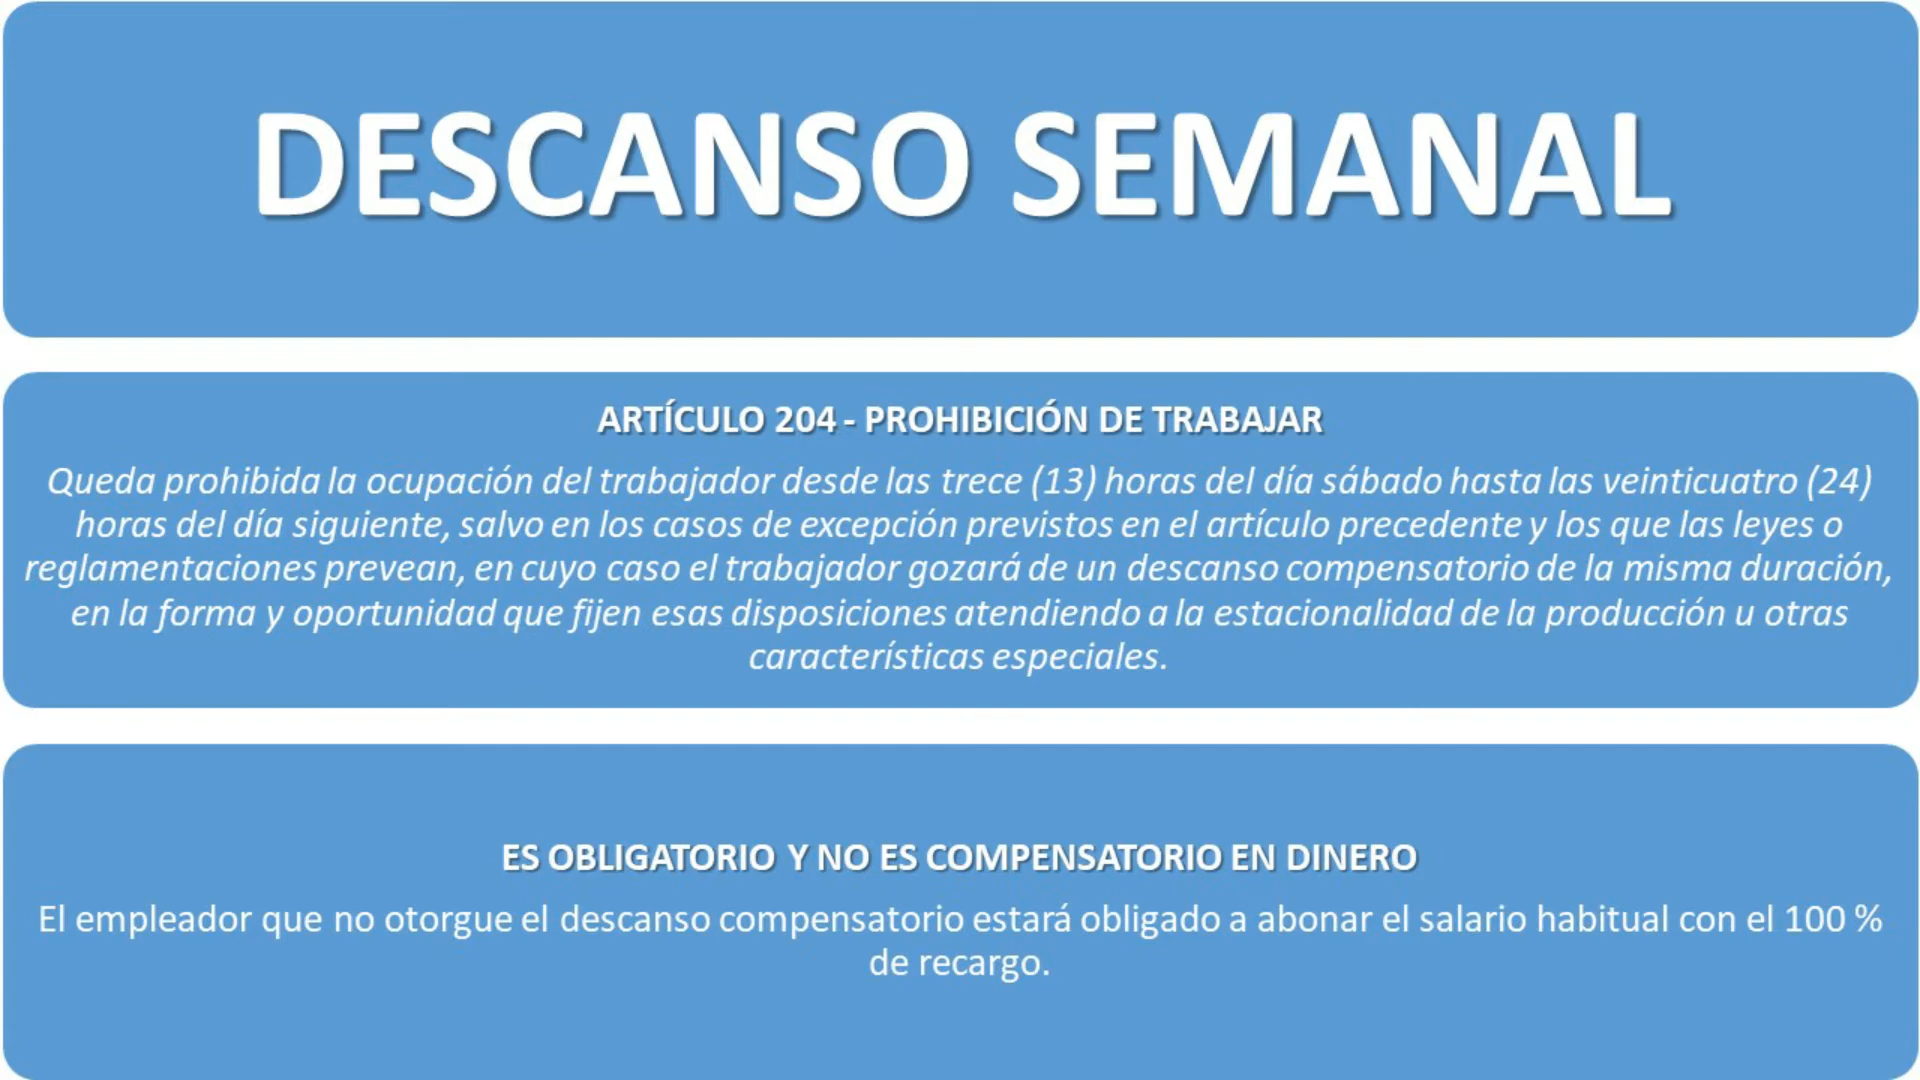 DESCANSO SEMANAL
ARTÍCULO 204 - PROHIBICIÓN DE TRABAJAR
Queda prohibida la ocupación del trabajador desde las trece (13) horas del día sábado hasta las veinticuatro (24)
horas del día siguiente, salvo en los casos de excepción previstos en el artículo precedente y los que las leyes o
reglamentaciones prevean, en cuyo caso el trabajador gozará de un descanso compensatorio de la misma duración,
en la forma y oportunidad que fijen esas disposiciones atendiendo a la estacionalidad de la producción u otras
características especiales.
ES OBLIGATORIO Y NO ES COMPENSATORIO EN DINERO
El empleador que no otorgue el descanso compensatorio estará obligado a abonar el salario habitual con el 100 %
de recargo.